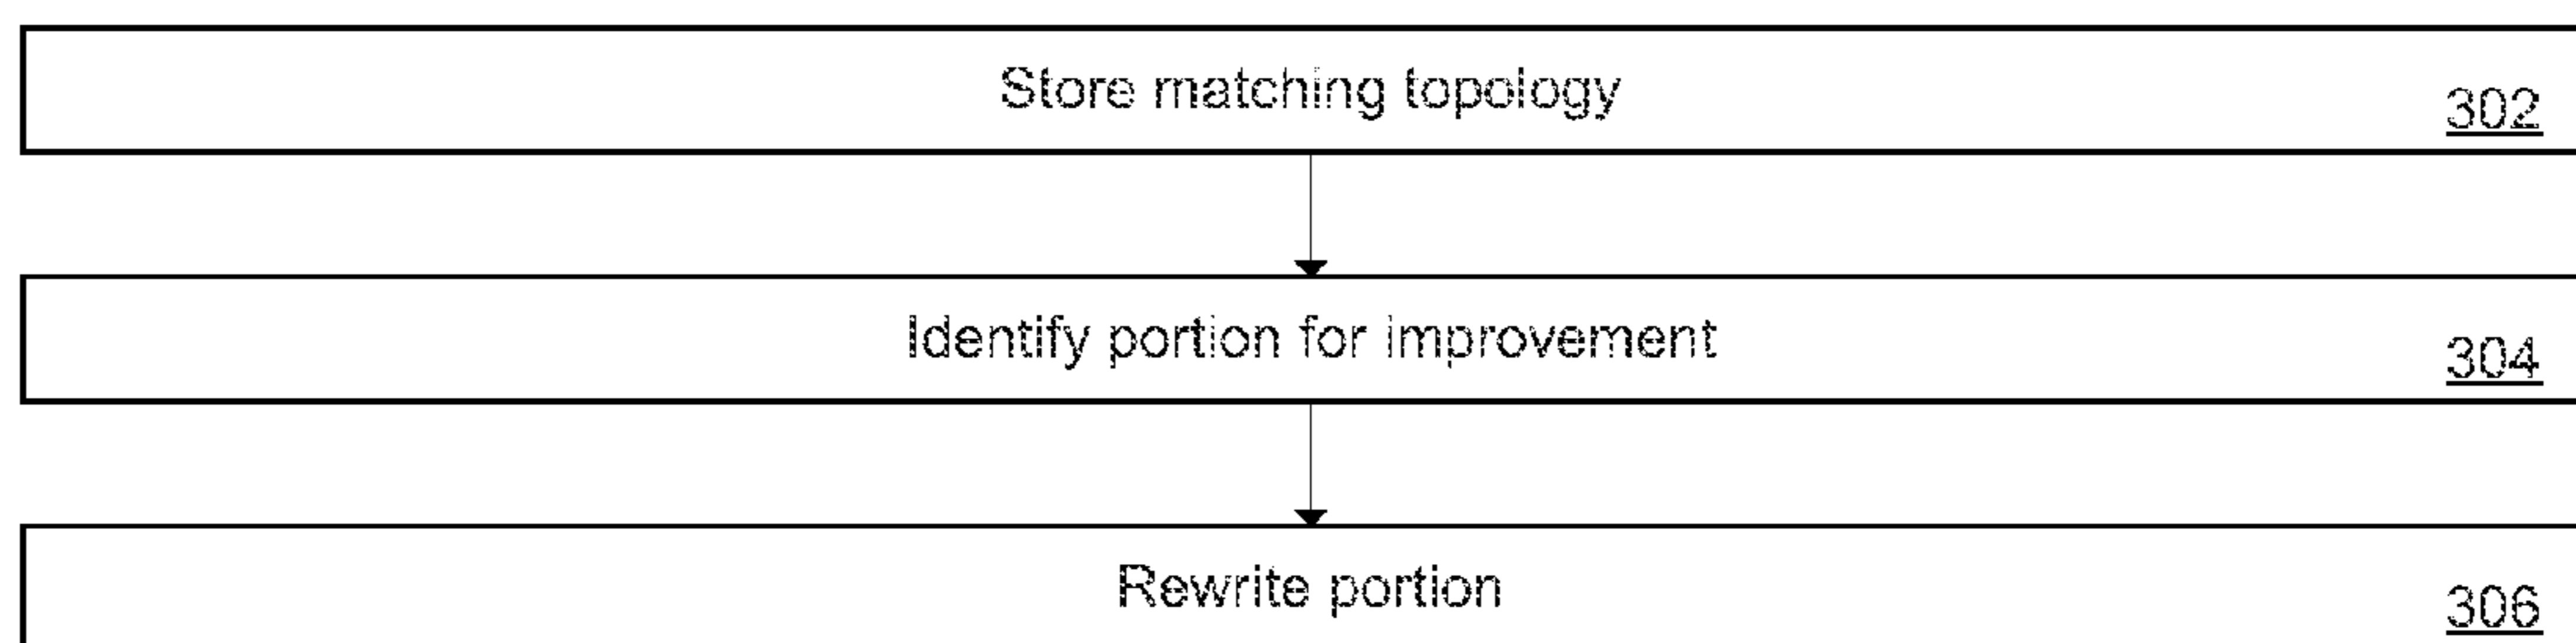 Store matching topology
302
Identify portion for improvement
304
Rewrite portion
306